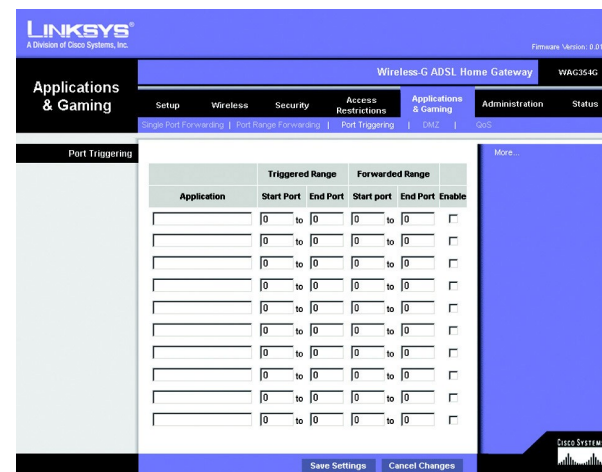 LINKSYS®
A Division of Cisco Systems, Inc.
Firmware Version: 0.01
Wireless-G ADSL Home Gateway WAG354G
Applications & Gaming
Setup Wireless Security Access Restrictions Applications & Gaming Administration Status
Single Port Forwarding | Port Range Forwarding | Port Triggering | DMZ | QoS
Port Triggering
More...
Triggered Range Forwarded Range
Application Start Port End Port Start port End Port Enable
0 to 0 0 to 0
0 to 0 0 to 0
0 to 0 0 to 0
0 to 0 0 to 0
0 to 0 0 to 0
0 to 0 0 to 0
0 to 0 0 to 0
0 to 0 0 to 0
0 to 0 0 to 0
0 to 0 0 to 0
Save Settings Cancel Changes
CISCO SYSTEM